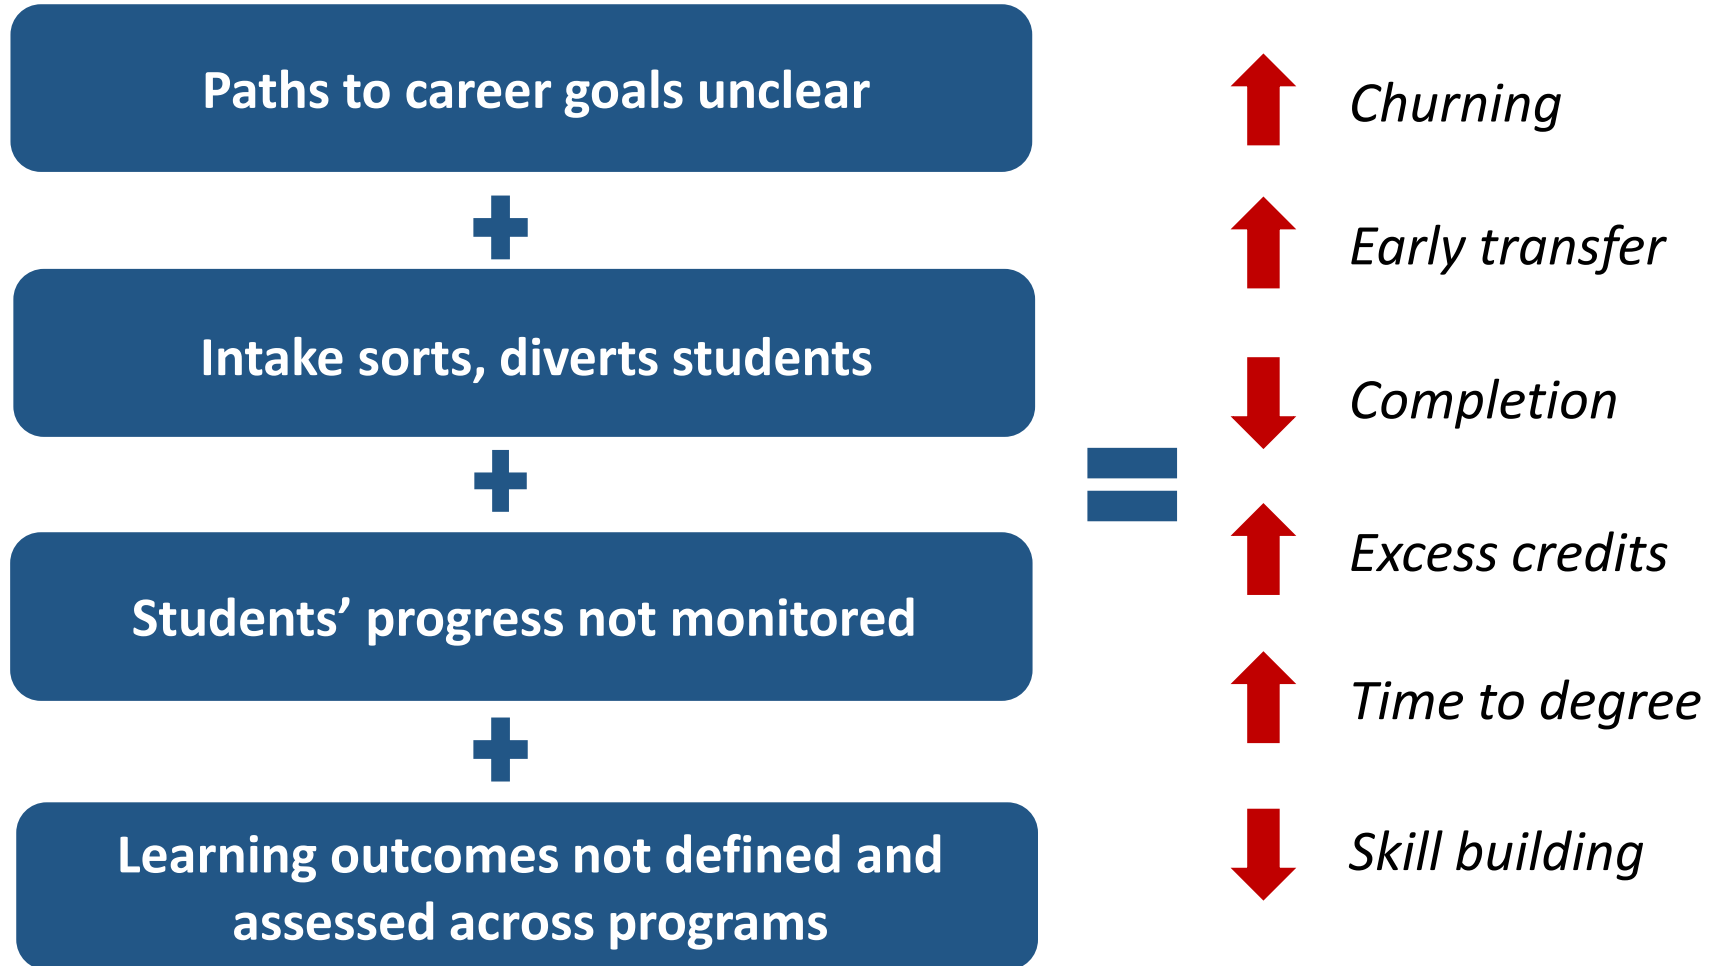 Paths to career goals unclear
Intake sorts, diverts students
Students’ progress not monitored
Learning outcomes not defined and
assessed across programs
Churning
Early transfer
Completion
Excess credits
Time to degree
Skill building